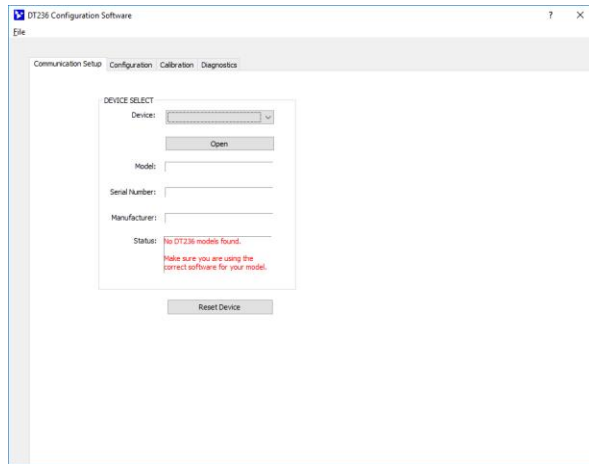 DT236 Configuration Software
?
File
Communication Setup Configuration Calibration Diagnostics
DEVICE SELECT
Device:
Open
Model:
Serial Number:
Manufacturer:
Status: No DT236 models found.
Make sure you are using the
correct software for your model.
Reset Device